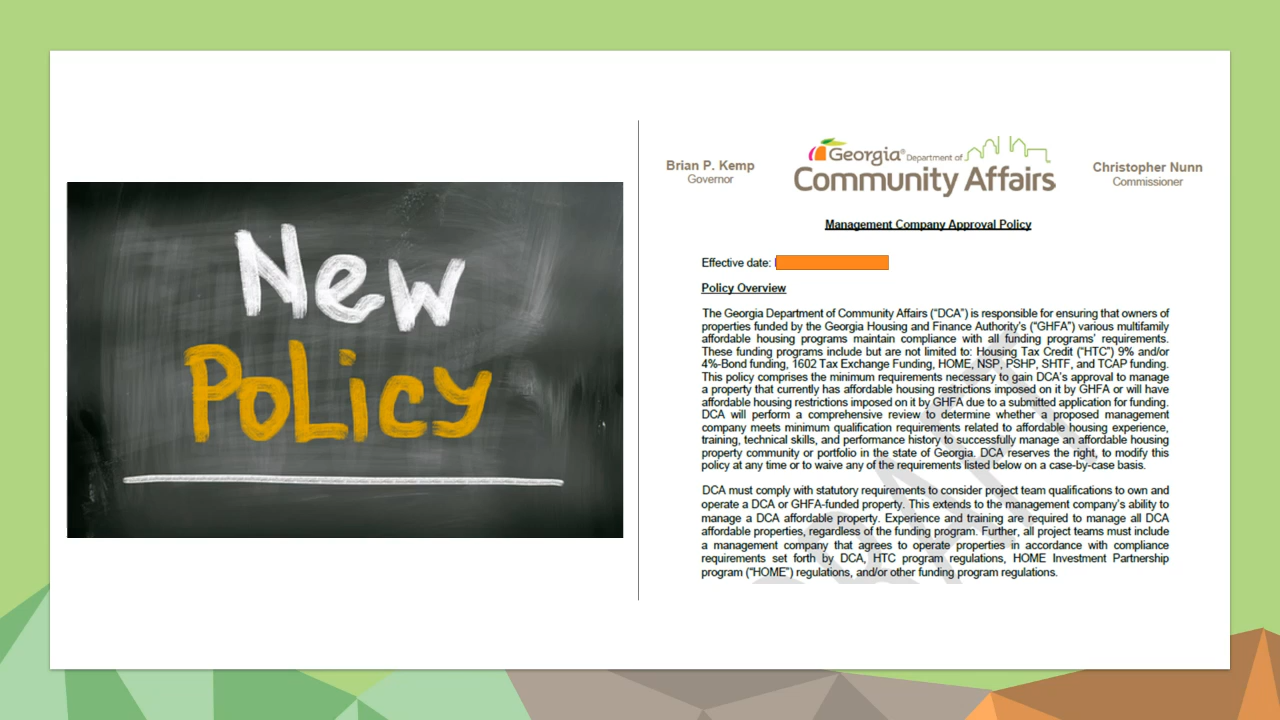 New
PoLicy
Brian P. Kemp
Governor
Georgia® Department of
Community Affairs
Christopher Nunn
Commissioner
Management Company Approval Policy
Effective date:
Policy Overview
The Georgia Department of Community Affairs (“DCA”) is responsible for ensuring that owners of
properties funded by the Georgia Housing and Finance Authority’s (“GHFA”) various multifamily
affordable housing programs maintain compliance with all funding programs’ requirements.
These funding programs include but are not limited to: Housing Tax Credit (“HTC”) 9% and/or
4%-Bond funding, 1602 Tax Exchange Funding, HOME, NSP, PSHP, SHTF, and TCAP funding.
This policy comprises the minimum requirements necessary to gain DCA’s approval to manage
a property that currently has affordable housing restrictions imposed on it by GHFA or will have
affordable housing restrictions imposed on it by GHFA due to a submitted application for funding.
DCA will perform a comprehensive review to determine whether a proposed management
company meets minimum qualification requirements related to affordable housing experience,
training, technical skills, and performance history to successfully manage an affordable housing
property community or portfolio in the state of Georgia. DCA reserves the right, to modify this
policy at any time or to waive any of the requirements listed below on a case-by-case basis.
DCA must comply with statutory requirements to consider project team qualifications to own and
operate a DCA or GHFA-funded property. This extends to the management company’s ability to
manage a DCA affordable property. Experience and training are required to manage all DCA
affordable properties, regardless of the funding program. Further, all project teams must include
a management company that agrees to operate properties in accordance with compliance
requirements set forth by DCA, HTC program regulations, HOME Investment Partnership
program (“HOME”) regulations, and/or other funding program regulations.